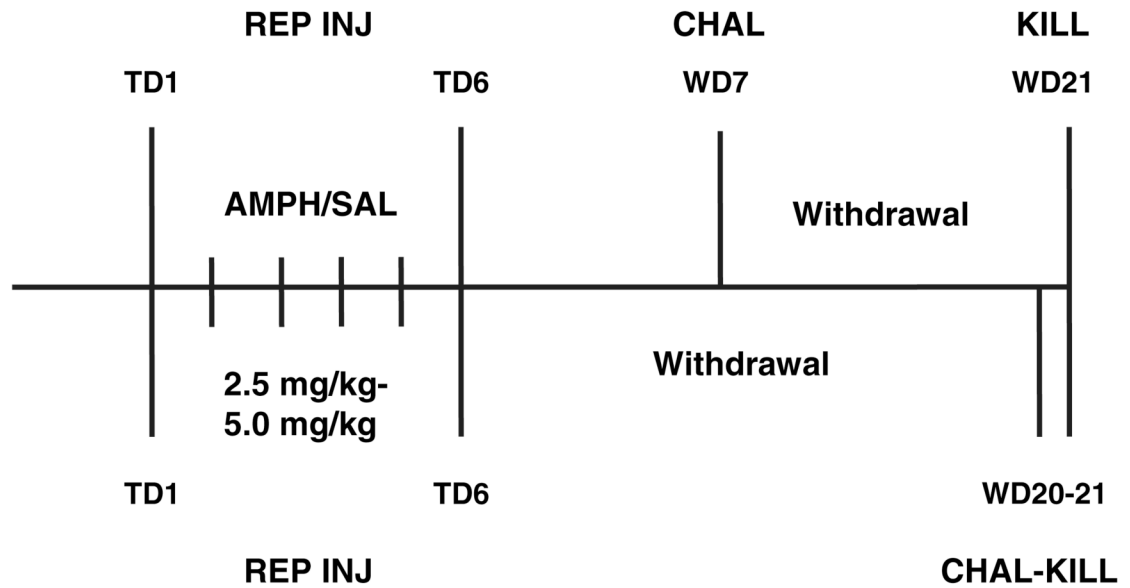 REP INJ CHAL KILL
TD1 TD6 WD7 WD21
AMPH/SAL
Withdrawal
Withdrawal
2.5 mg/kg-
5.0 mg/kg
TD1 TD6 WD20-21
REP INJ CHAL-KILL